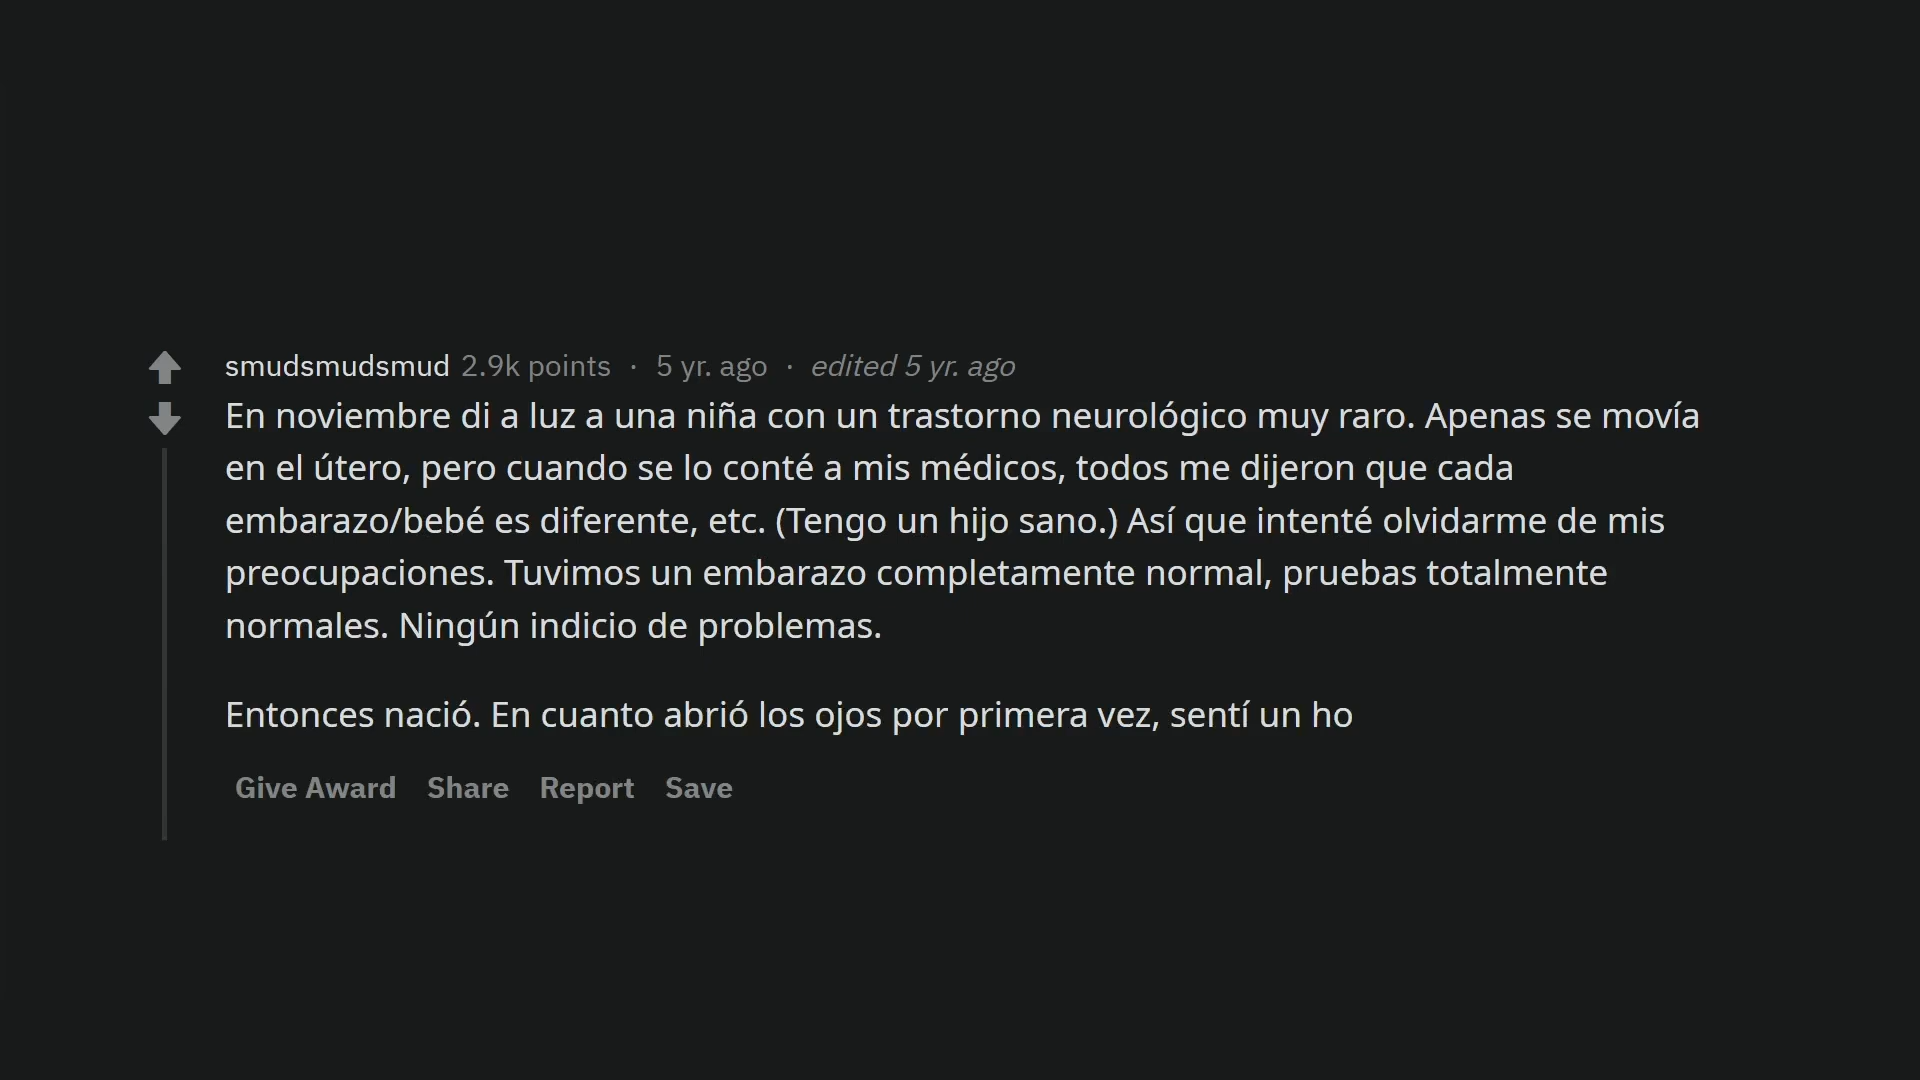 smudsmudsmud 2.9k points · 5 yr. ago · edited 5 yr. ago
En noviembre di a luz a una niña con un trastorno neurológico muy raro. Apenas se movía
en el útero, pero cuando se lo conté a mis médicos, todos me dijeron que cada
embarazo/bebé es diferente, etc. (Tengo un hijo sano.) Así que intenté olvidarme de mis
preocupaciones. Tuvimos un embarazo completamente normal, pruebas totalmente
normales. Ningún indicio de problemas.
Entonces nació. En cuanto abrió los ojos por primera vez, sentí un ho
Give Award Share Report Save